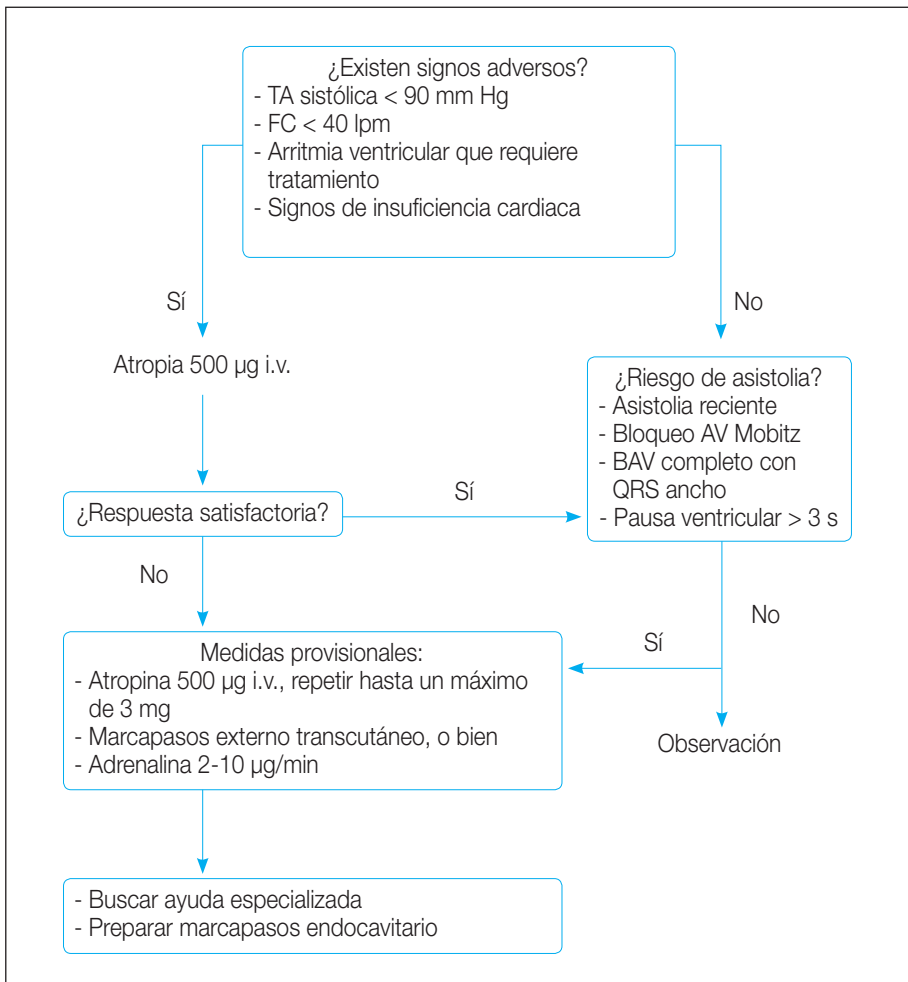 ¿Existen signos adversos?
- TA sistólica < 90 mm Hg
- FC < 40 lpm
- Arritmia ventricular que requiere
tratamiento
- Signos de insuficiencia cardiaca
Sí
No
Atropia 500 µg i.v.
¿Riesgo de asistolia?
- Asistolia reciente
- Bloqueo AV Mobitz
- BAV completo con
QRS ancho
- Pausa ventricular > 3 s
¿Respuesta satisfactoria?
Sí
No
No
Sí
Medidas provisionales:
- Atropina 500 µg i.v., repetir hasta un máximo
de 3 mg
- Marcapasos externo transcutáneo, o bien
- Adrenalina 2-10 µg/min
Observación
- Buscar ayuda especializada
- Preparar marcapasos endocavitario